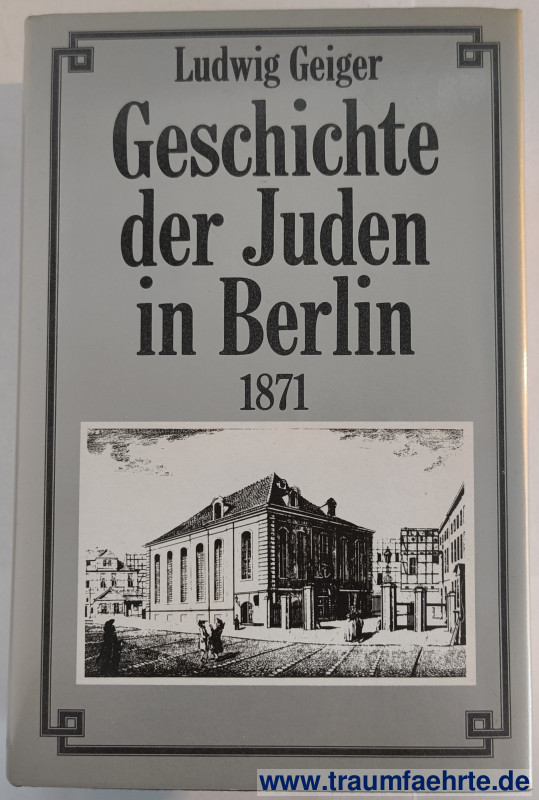 Ludwig Geiger
Geschichte
der Juden
in Berlin
1871
www.traumfaehrte.de